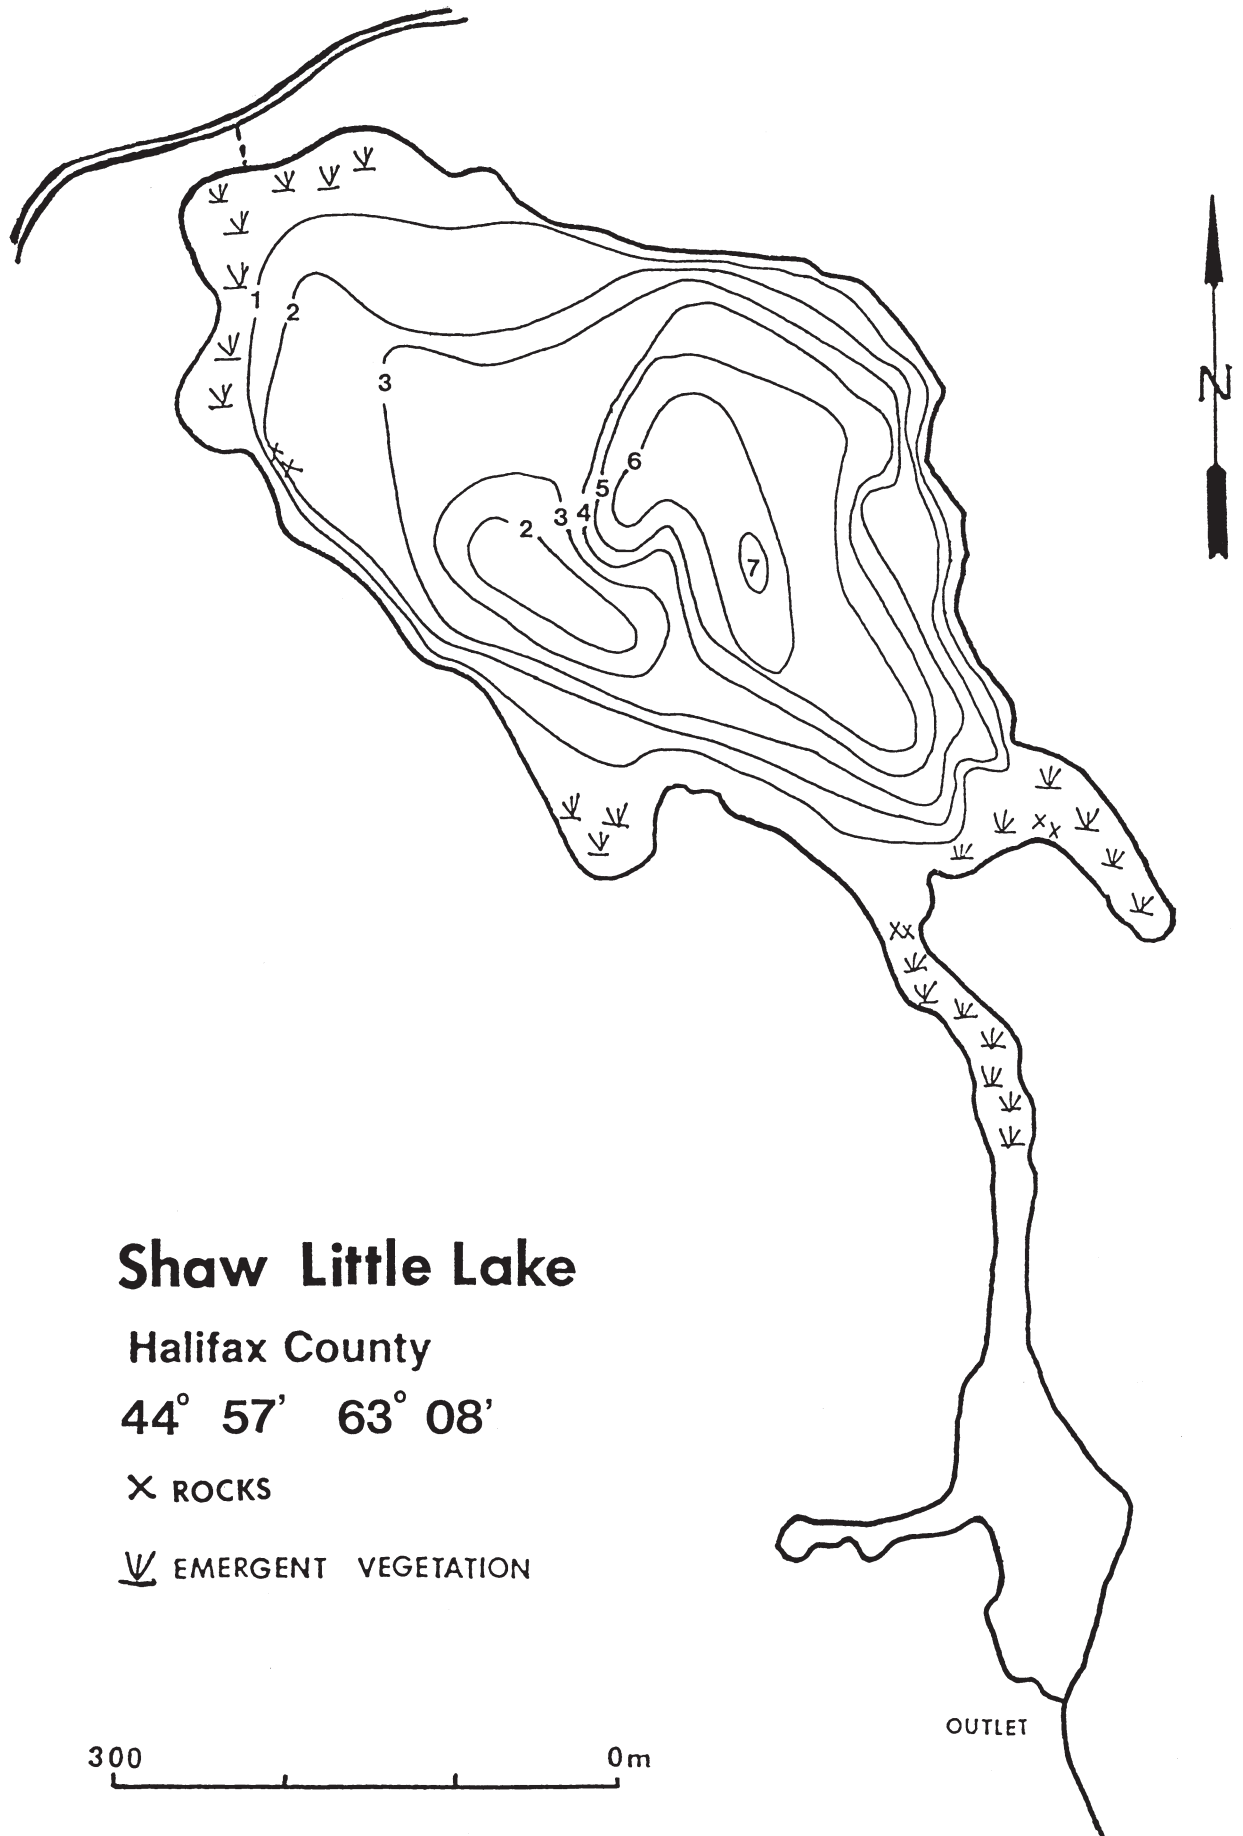 1
2
3
6
5
3
4
2
7
N
Shaw Little Lake
Halifax County
44° 57' 63° 08'
X ROCKS
EMERGENT VEGETATION
OUTLET
300 0m